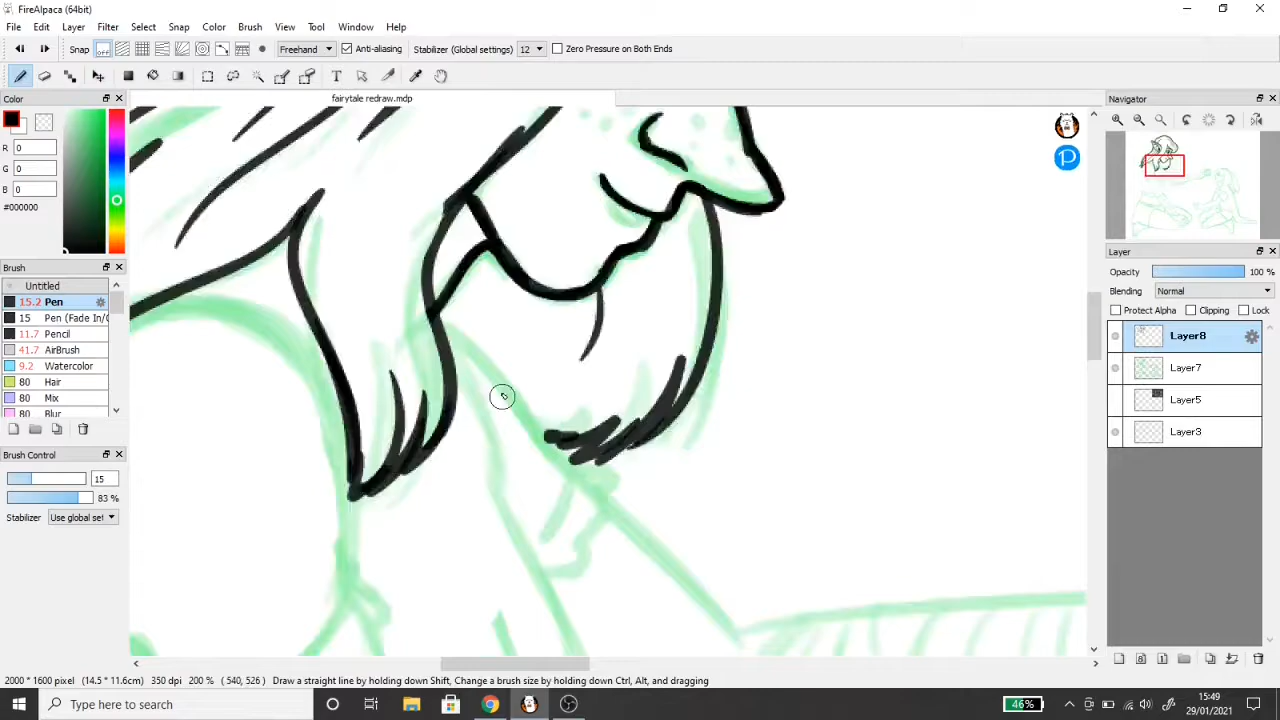 FireAlpaca (64bit)
File Edit Layer Filter Select Snap Color Brush View Tool Window Help
Snap OFF Freehand Anti-aliasing Stabilizer (Global settings) 12 Zero Pressure on Both Ends
T
Color
fairytale redraw.mdp
Navigator
R 0
G 0
B 0
#000000
P
Layer
Brush
Opacity 100 %
Untitled
Blending Normal
15.2 Pen
15 Pen (Fade In/O
Protect Alpha Clipping Lock
11.7 Pencil
Layer8
41.7 AirBrush
9.2 Watercolor
Layer7
80 Hair
80 Mix
Layer5
80 Blur
Layer3
Brush Control
15
83 %
Stabilizer Use global set
2000 * 1600 pixel (14.5 * 11.6cm) 350 dpi 200 % ( 540, 526 ) Draw a straight line by holding down Shift, Change a brush size by holding down Ctrl, Alt, and dragging
Type here to search
46%
15:49
29/01/2021